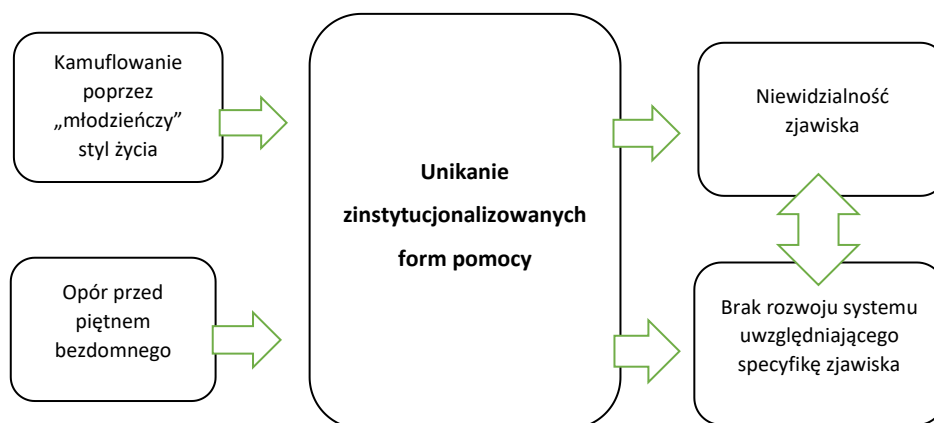 Kamuflowanie
poprzez
„młodzieńczy”
styl życia
Opór przed
piętnem
bezdomnego
Unikanie
zinstytucjonalizowanych
form pomocy
Niewidzialność
zjawiska
Brak rozwoju systemu
uwzględniającego
specyfikę zjawiska